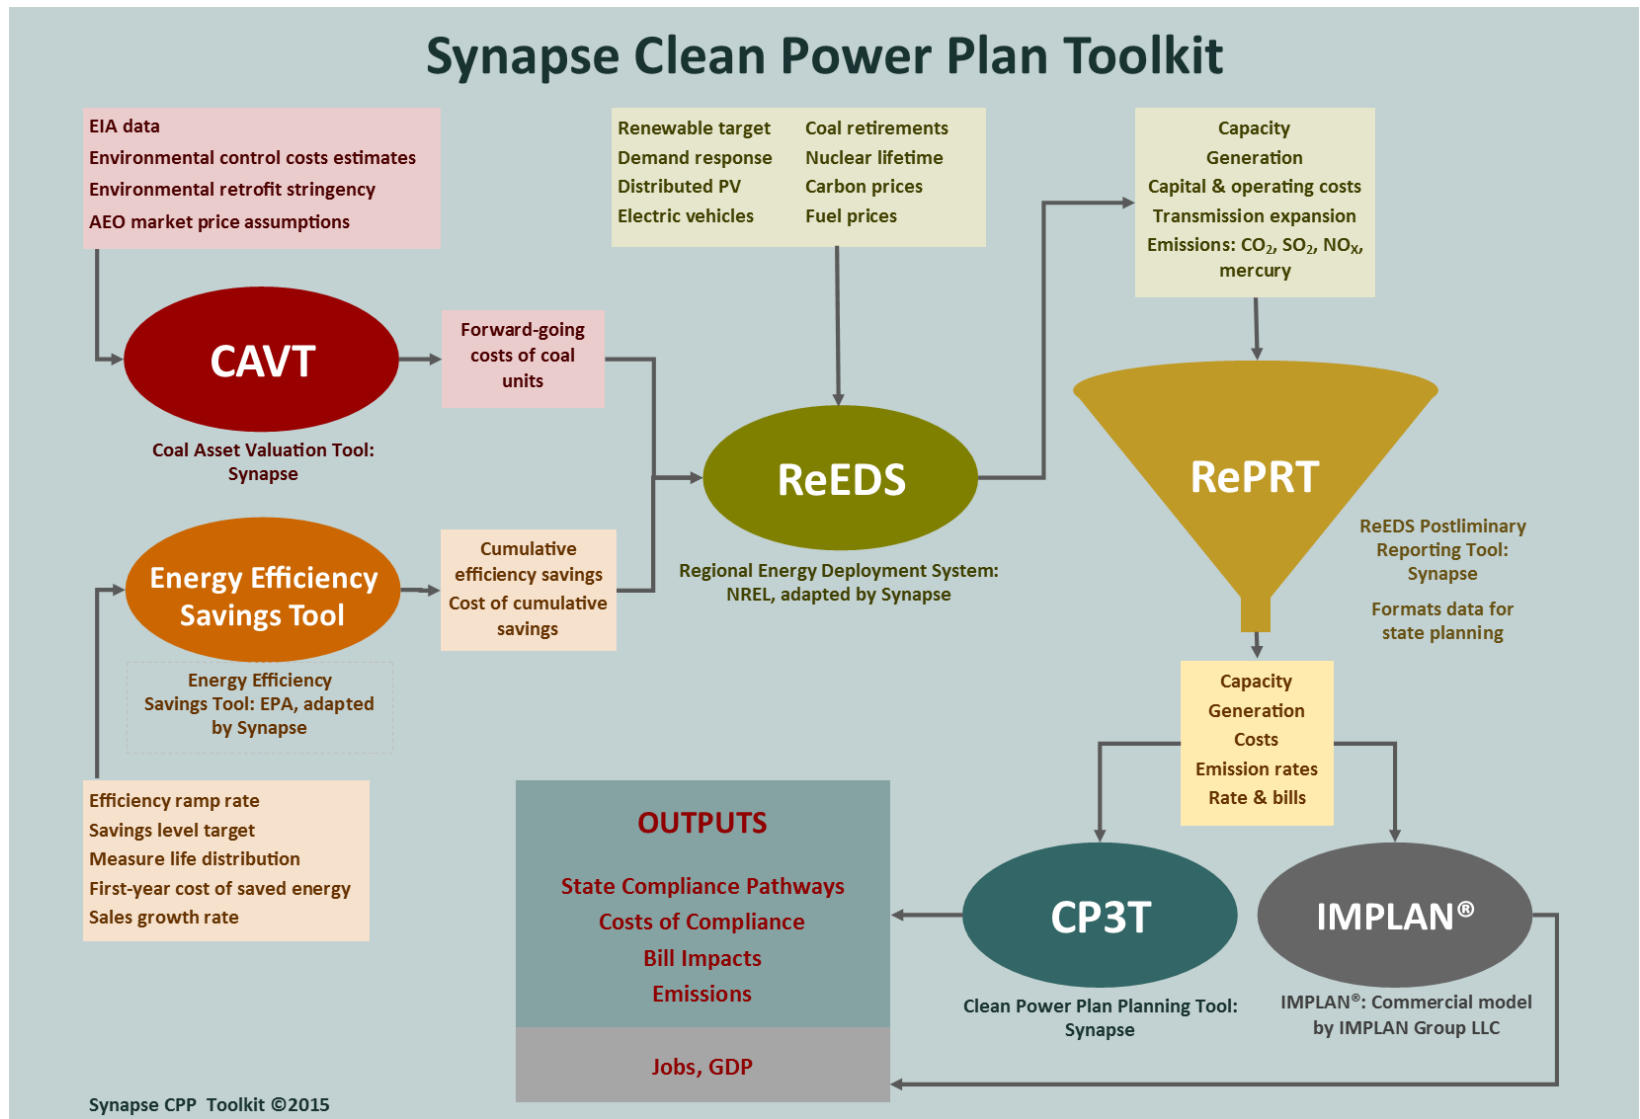 Synapse Clean Power Plan Toolkit
EIA data
Environmental control costs estimates
Environmental retrofit stringency
AEO market price assumptions
Renewable target
Demand response
Distributed PV
Electric vehicles
Coal retirements
Nuclear lifetime
Carbon prices
Fuel prices
Capacity
Generation
Capital & operating costs
Transmission expansion
Emissions: CO₂, SO₂, NOₓ,
mercury
CAVT
Coal Asset Valuation Tool:
Synapse
Forward-going
costs of coal
units
ReEDS
Regional Energy Deployment System:
NREL, adapted by Synapse
RePRT
ReEDS Postliminary
Reporting Tool:
Synapse
Formats data for
state planning
Energy Efficiency
Savings Tool
Energy Efficiency
Savings Tool: EPA, adapted
by Synapse
Cumulative
efficiency savings
Cost of cumulative
savings
Efficiency ramp rate
Savings level target
Measure life distribution
First-year cost of saved energy
Sales growth rate
Capacity
Generation
Costs
Emission rates
Rate & bills
OUTPUTS
State Compliance Pathways
Costs of Compliance
Bill Impacts
Emissions
Jobs, GDP
CP3T
Clean Power Plan Planning Tool:
Synapse
IMPLAN®
IMPLAN®: Commercial model
by IMPLAN Group LLC
Synapse CPP Toolkit ©2015